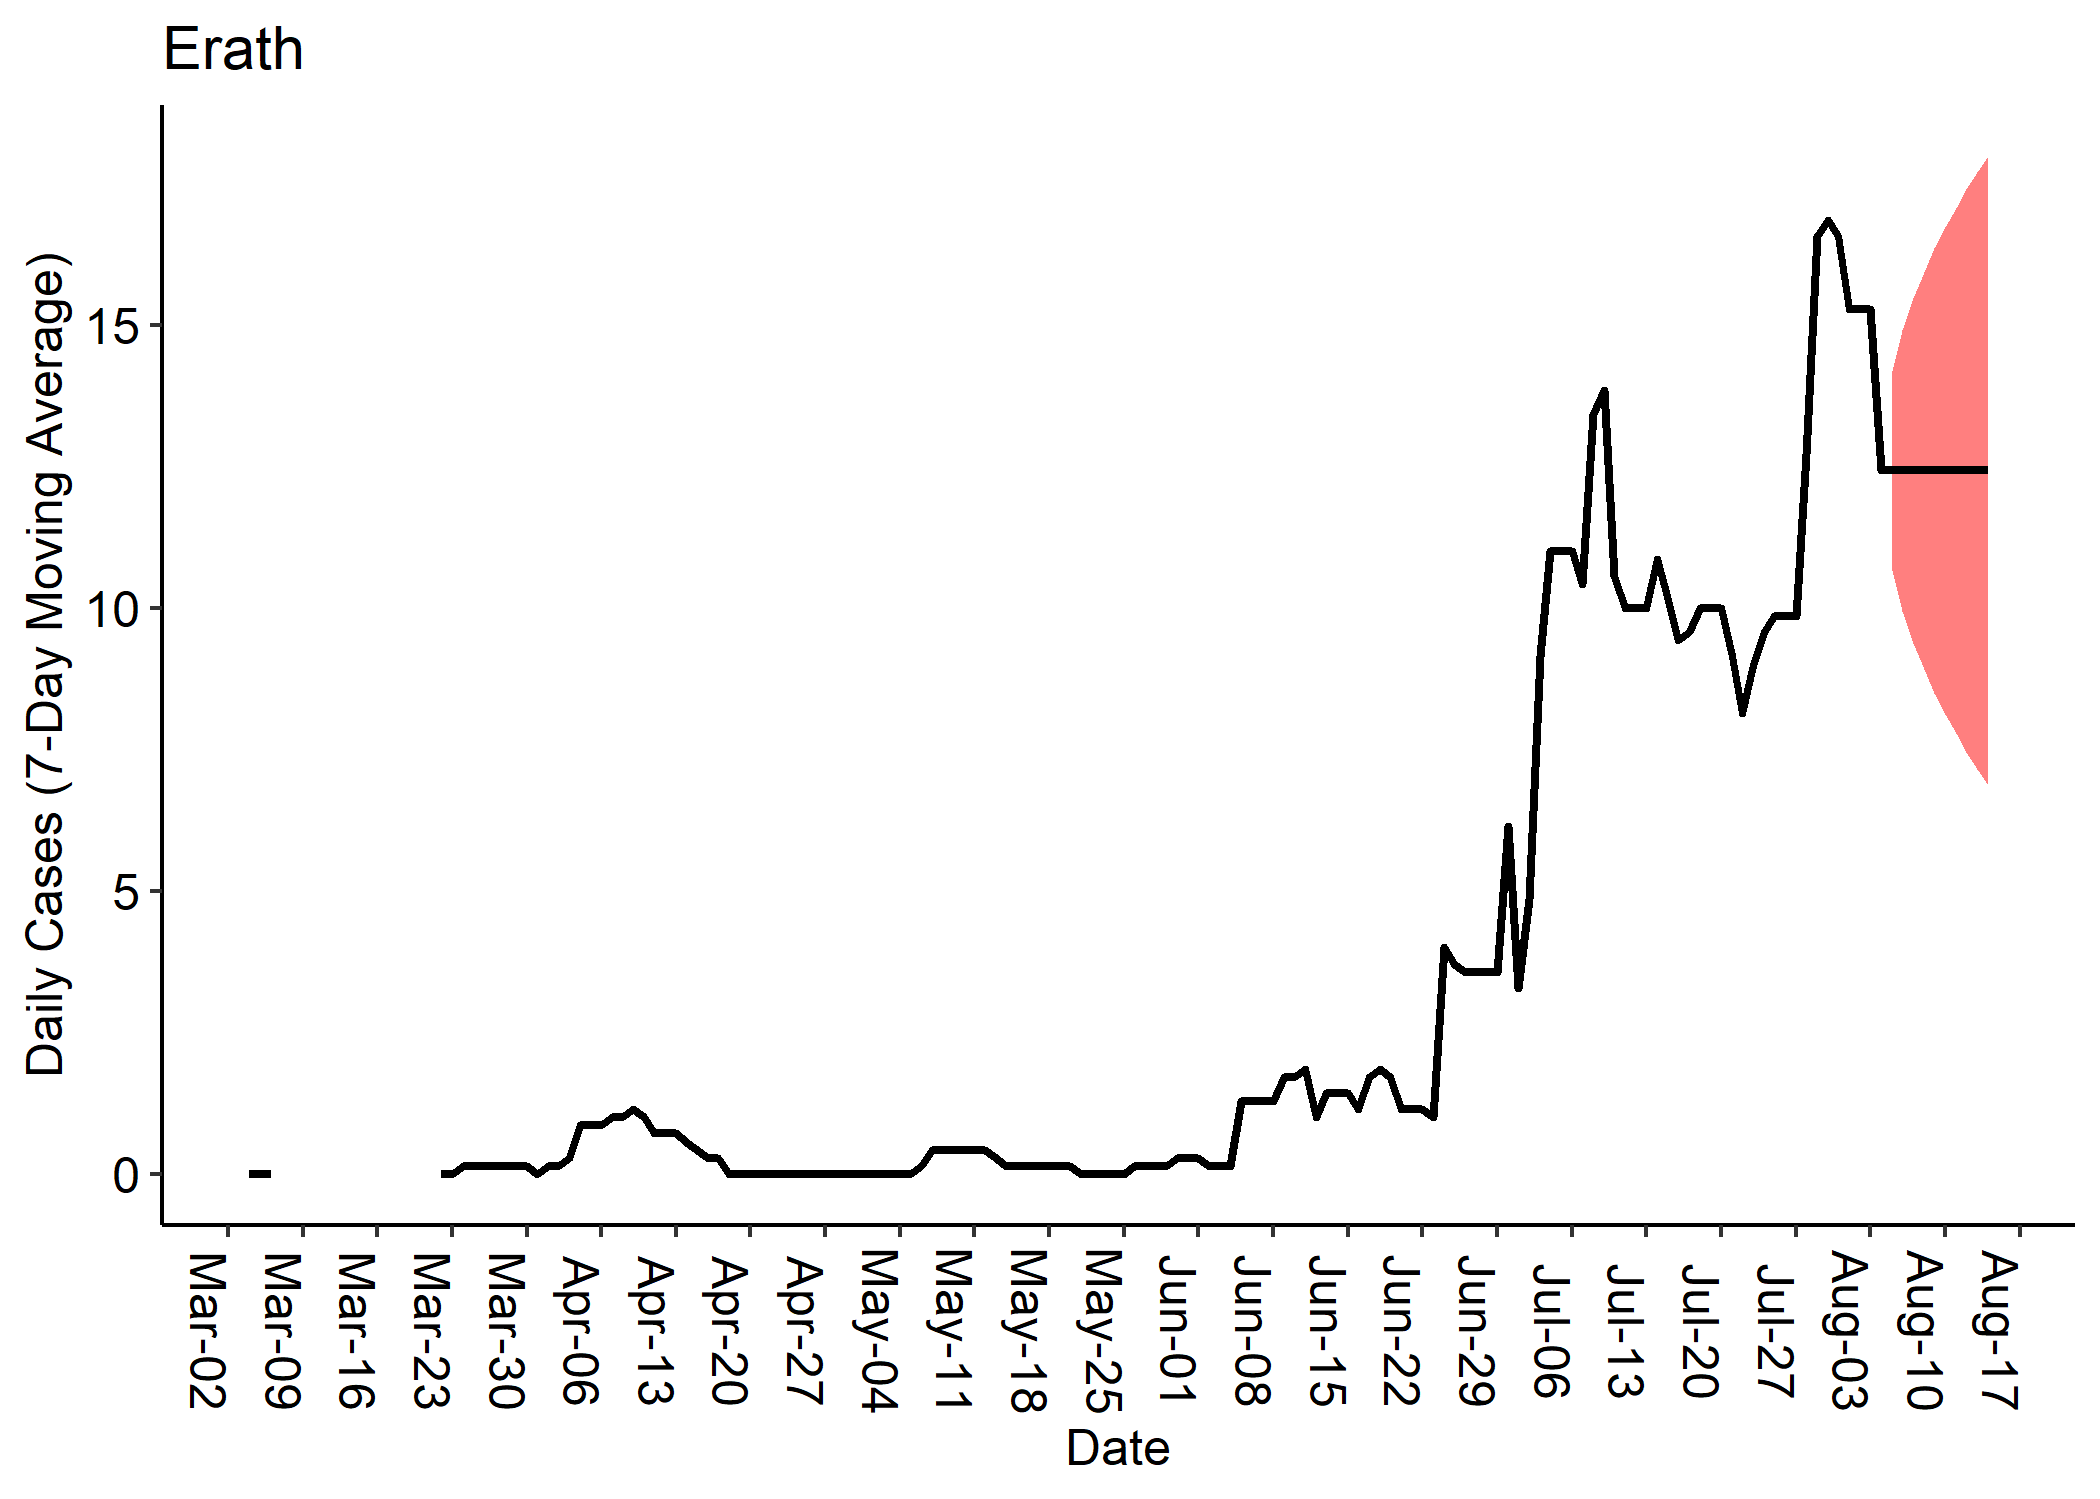 Erath
Daily Cases (7-Day Moving Average)
15
10
5
0
Mar-02
Mar-09
Mar-16
Mar-23
Mar-30
Apr-06
Apr-13
Apr-20
Apr-27
May-04
May-11
May-18
May-25
Jun-01
Jun-08
Jun-15
Jun-22
Jun-29
Jul-06
Jul-13
Jul-20
Jul-27
Aug-03
Aug-10
Aug-17
Date